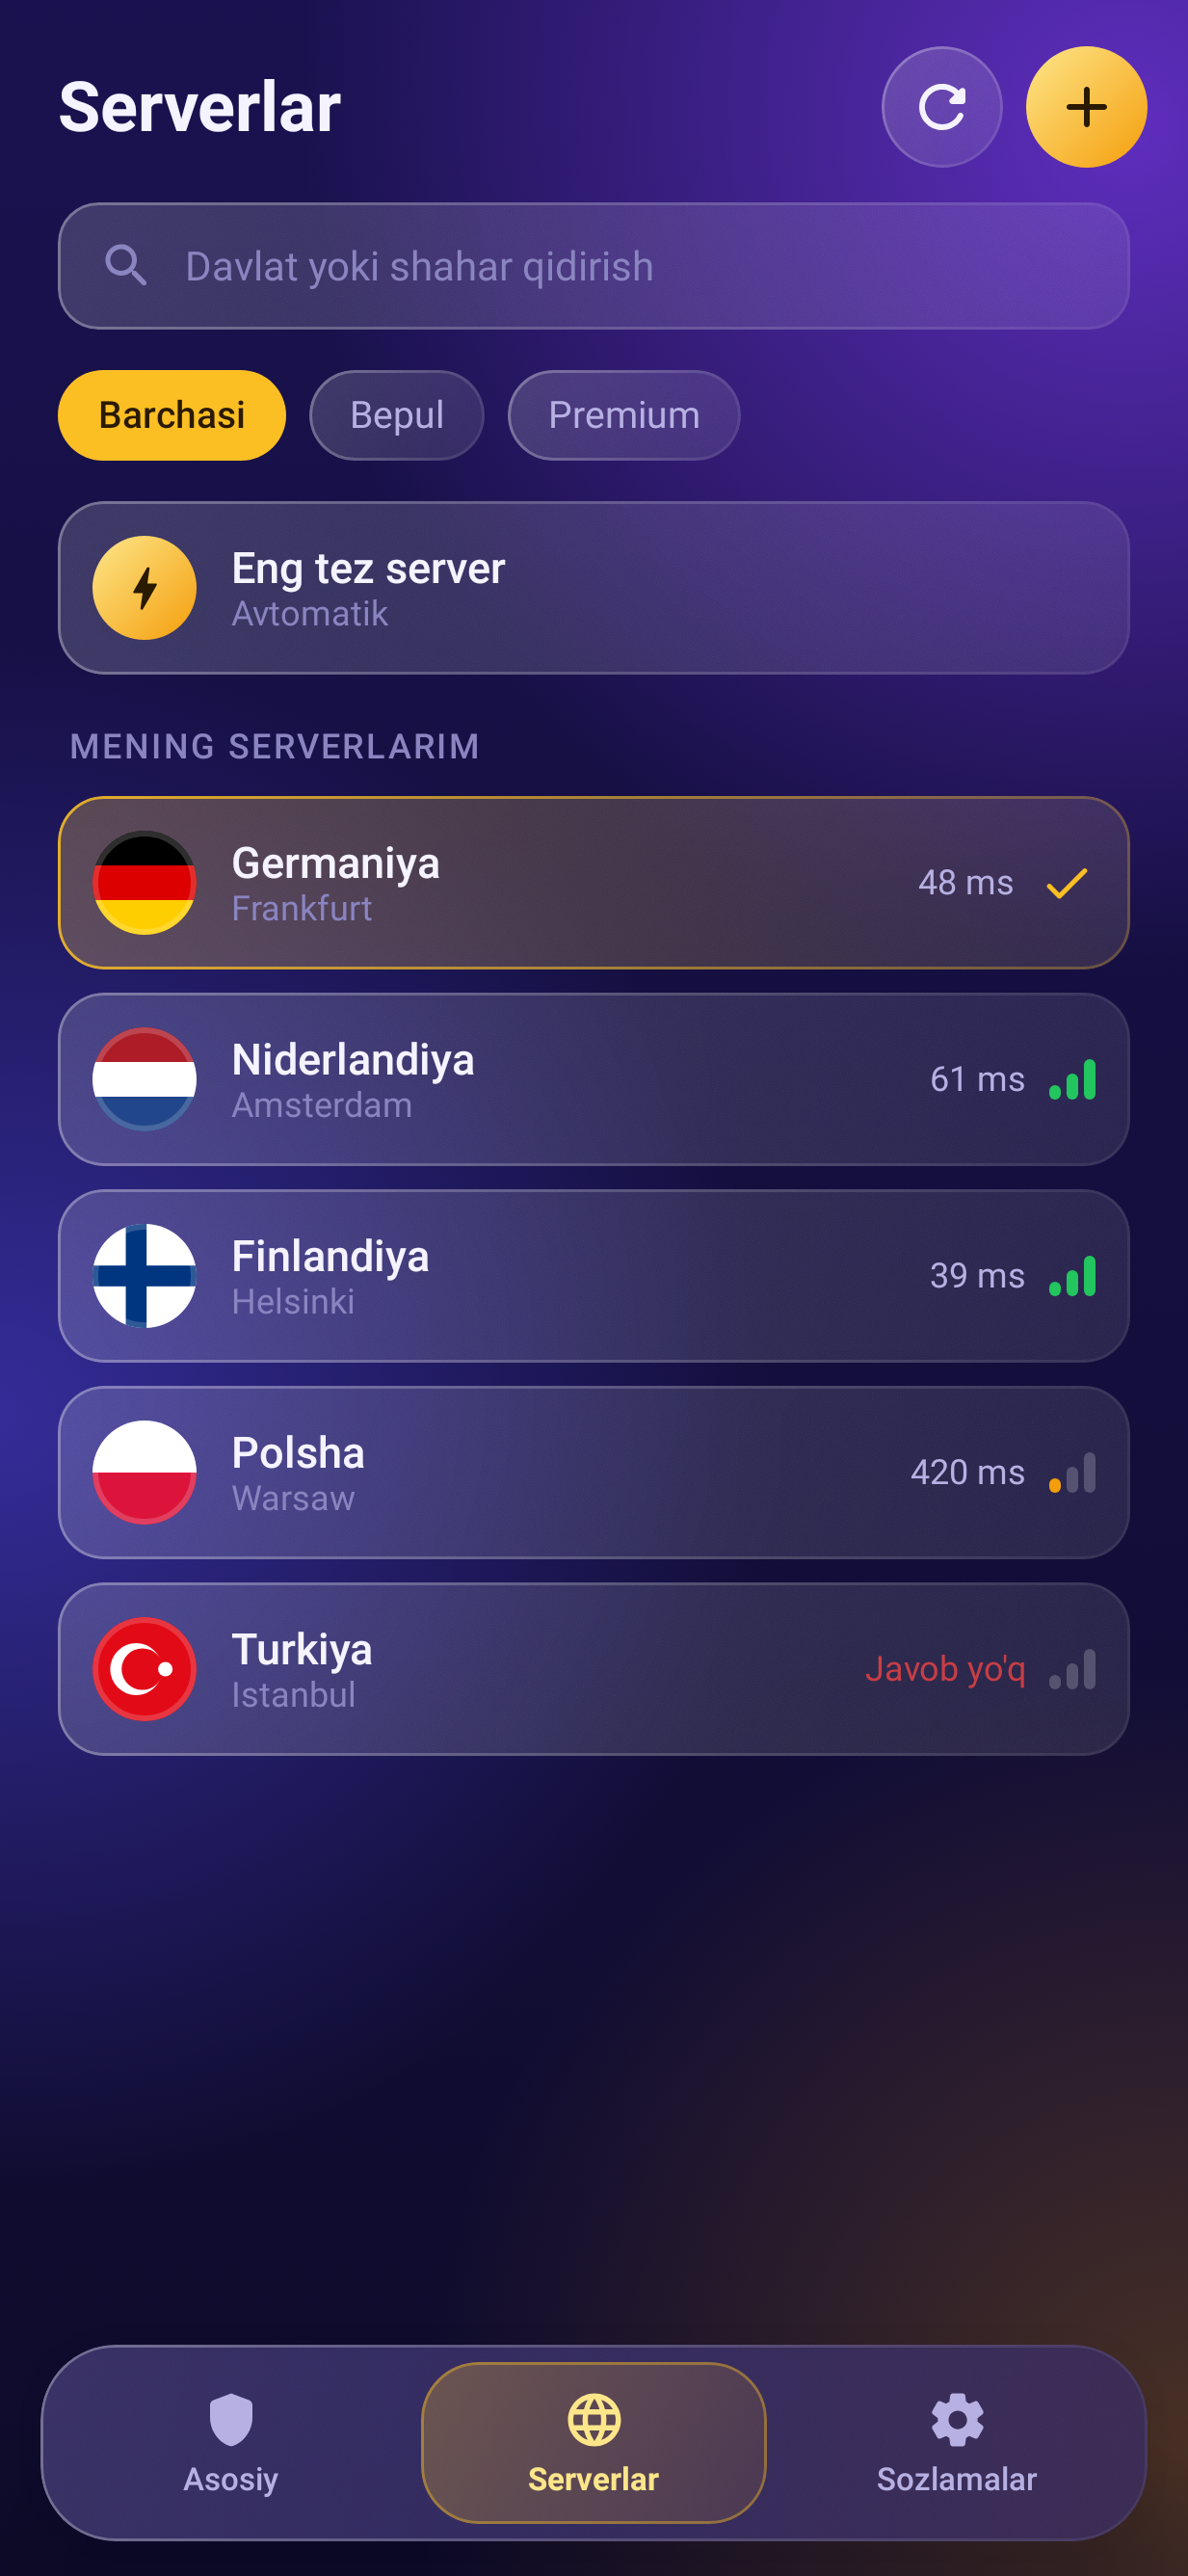 Serverlar
Davlat yoki shahar qidirish
Barchasi
Bepul
Premium
Eng tez server
Avtomatik
MENING SERVERLARIM
Germaniya
Frankfurt
48 ms
Niderlandiya
Amsterdam
61 ms
Finlandiya
Helsinki
39 ms
Polsha
Warsaw
420 ms
Turkiya
Istanbul
Javob yo'q
Asosiy
Serverlar
Sozlamalar